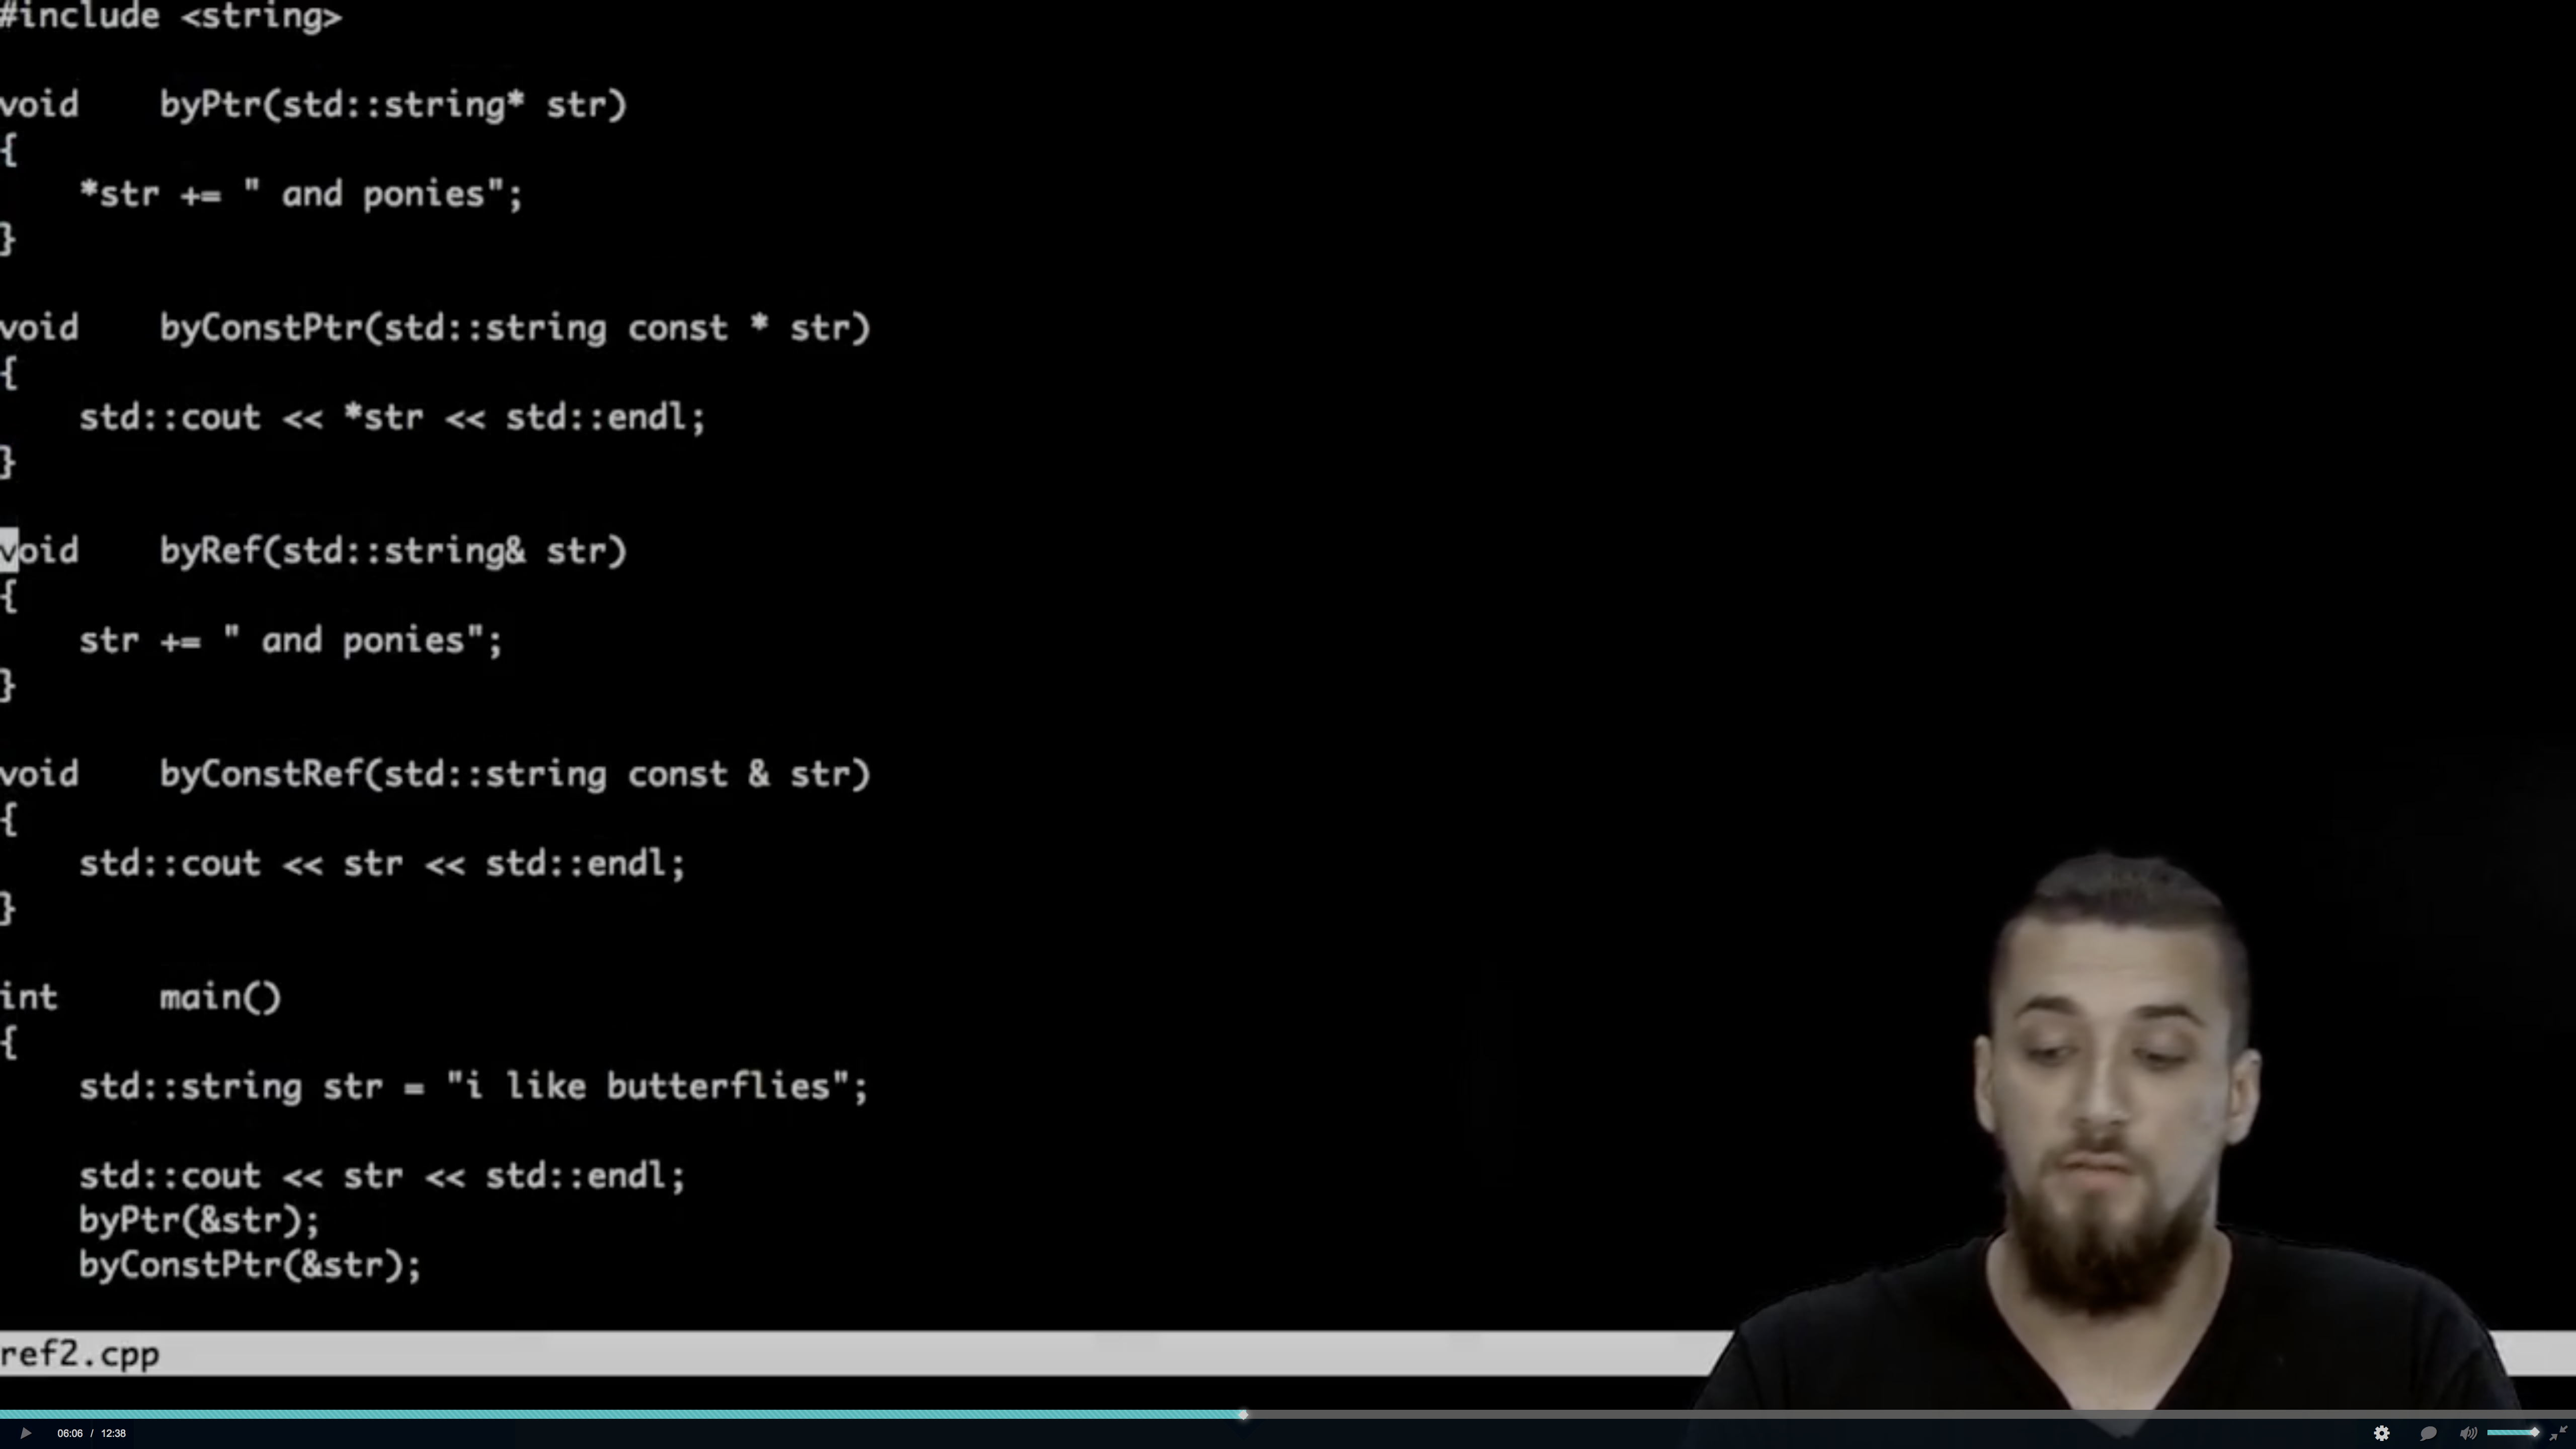 #include <string>
void    byPtr(std::string* str)
{
    *str += " and ponies";
}
void    byConstPtr(std::string const * str)
{
    std::cout << *str << std::endl;
}
void    byRef(std::string& str)
{
    str += " and ponies";
}
void    byConstRef(std::string const & str)
{
    std::cout << str << std::endl;
}
int     main()
{
    std::string str = "i like butterflies";
    std::cout << str << std::endl;
    byPtr(&str);
    byConstPtr(&str);
ref2.cpp
06:06 / 12:38